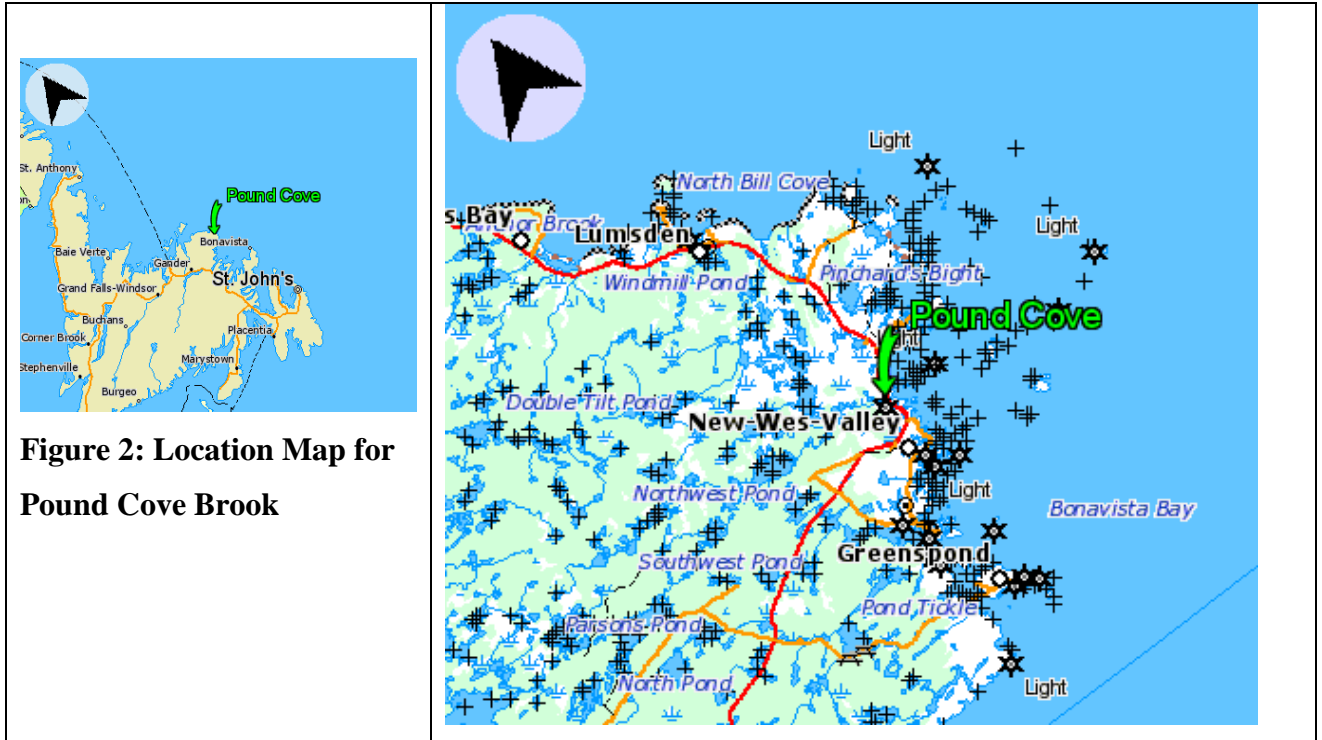 St. Anthony
Pound Cove
Bonavista
Baie Verte
Gander
St. John's
Grand Falls-Windsor
Buchans
Placentia
Corner Brook
Marystown
Stephenville
Burgeo
Figure 2: Location Map for
Pound Cove Brook
Light
North Bill Cove
Light
s Bay
Brook
Lumsden
Pinchard's Bight
Windmill Pond
Pound Cove
Double Tilt Pond
New-Wes-Valley
Northwest Pond
Light
Bonavista Bay
Greenspond
Southwest Pond
Pond Tickle
Parsons Pond
North Pond
Light